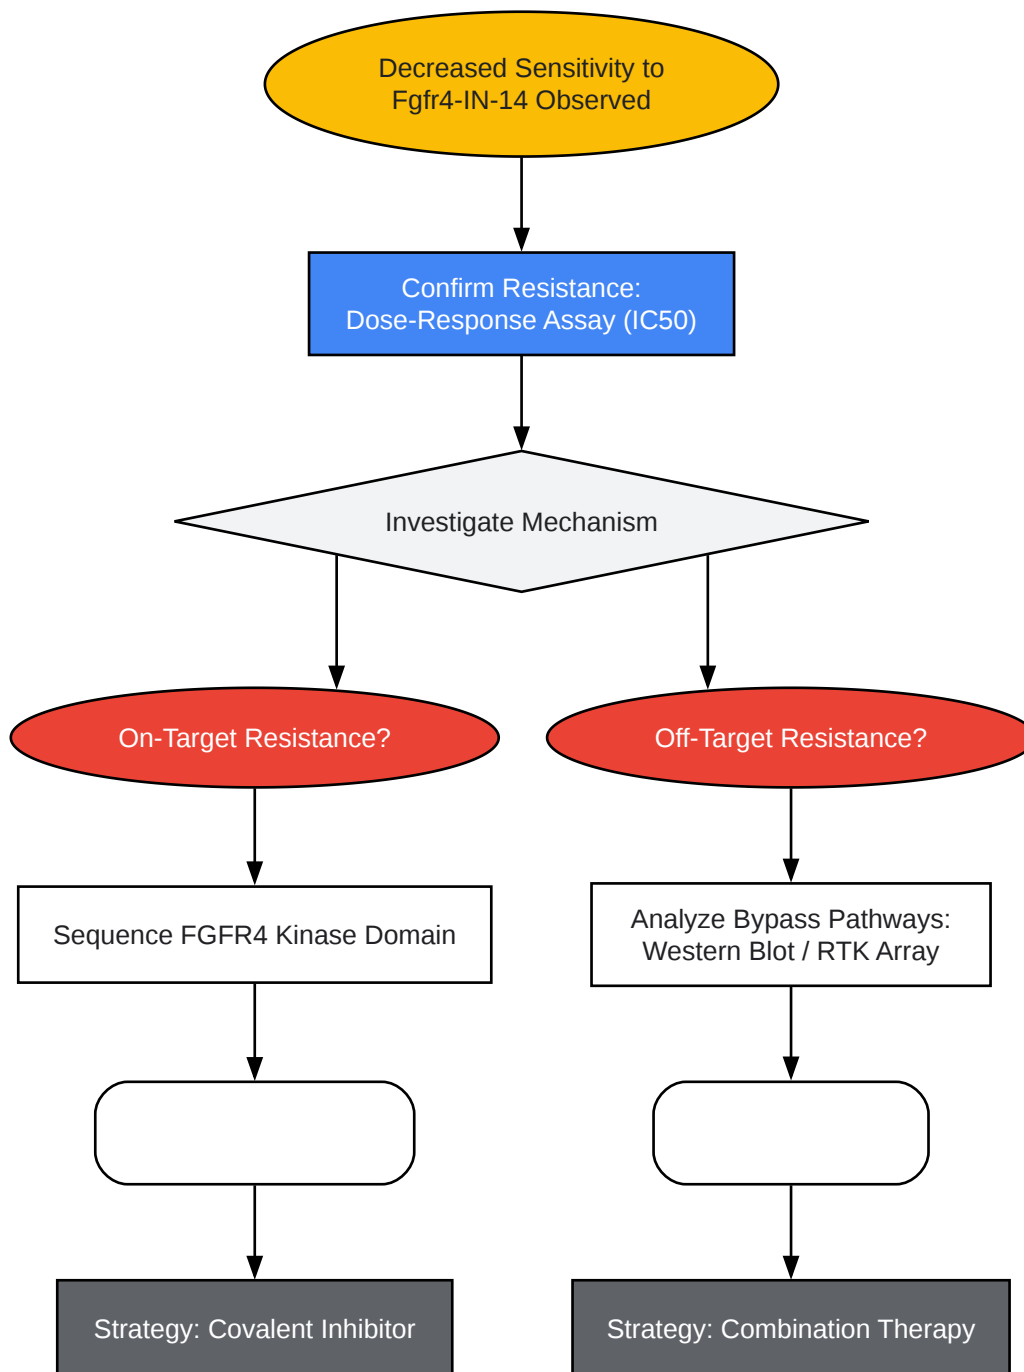 Decreased Sensitivity to
Fgfr4-IN-14 Observed
Confirm Resistance:
Dose-Response Assay (IC50)
Investigate Mechanism
On-Target Resistance?
Off-Target Resistance?
Sequence FGFR4 Kinase Domain
Analyze Bypass Pathways:
Western Blot / RTK Array
Strategy: Covalent Inhibitor
Strategy: Combination Therapy